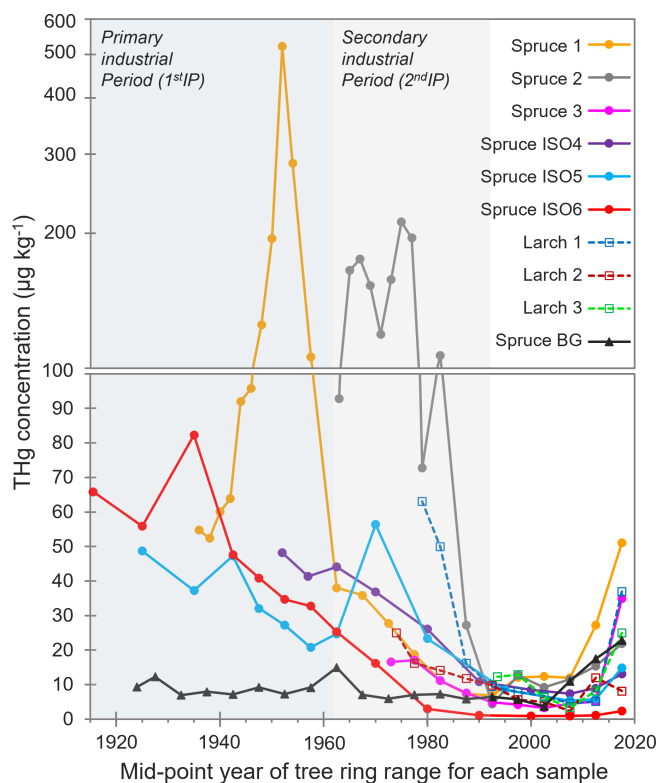 600
500
400
300
200
100
90
80
70
60
50
40
30
20
10
0
THg concentration (µg kg⁻¹)
Primary
industrial
Period (1ˢᵗIP)
Secondary
industrial
Period (2ⁿᵈIP)
Spruce 1
Spruce 2
Spruce 3
Spruce ISO4
Spruce ISO5
Spruce ISO6
Larch 1
Larch 2
Larch 3
Spruce BG
1920 1940 1960 1980 2000 2020
Mid-point year of tree ring range for each sample